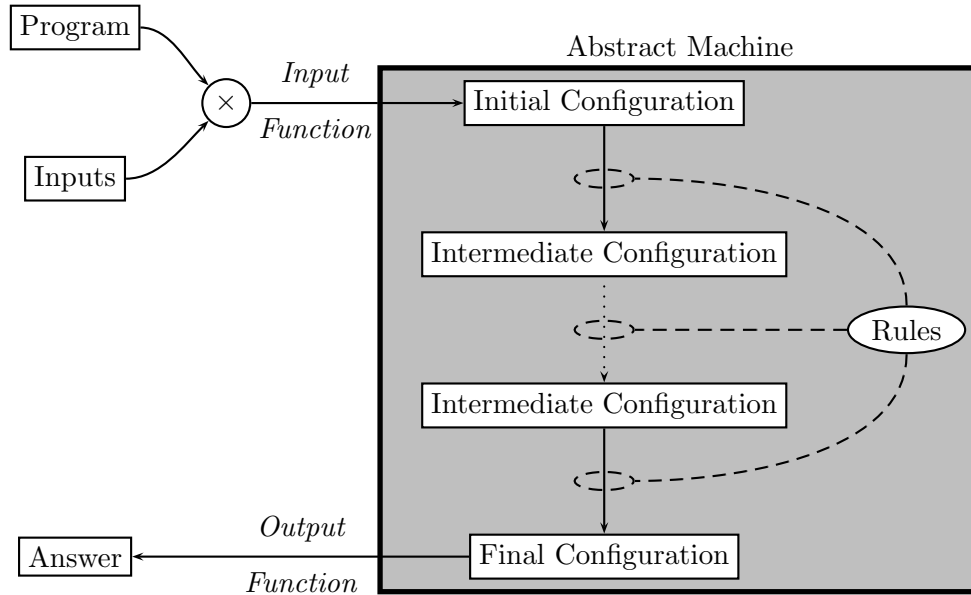 Program
Abstract Machine
Input
×
Initial Configuration
Function
Inputs
Intermediate Configuration
Rules
Intermediate Configuration
Output
Answer
Final Configuration
Function